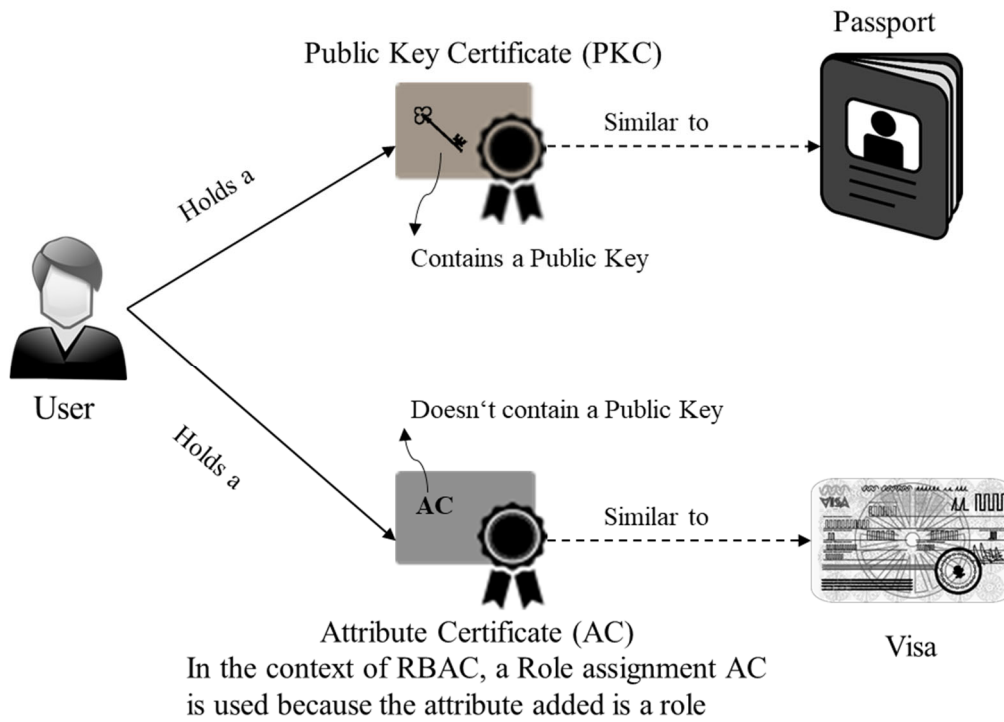 Passport
Public Key Certificate (PKC)
Similar to
Holds a
Contains a Public Key
User
Doesn‘t contain a Public Key
Holds a
AC
Similar to
VISA
Attribute Certificate (AC)
Visa
In the context of RBAC, a Role assignment AC
is used because the attribute added is a role